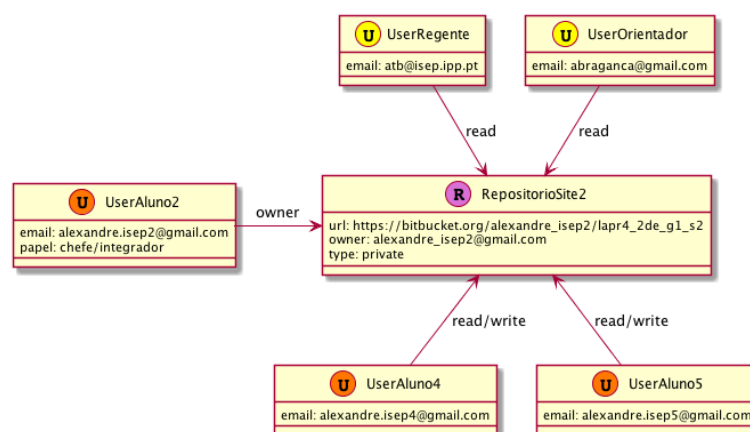 U UserRegente
email: atb@isep.ipp.pt
U UserOrientador
email: abraganca@gmail.com
read
read
U UserAluno2
email: alexandre.isep2@gmail.com
papel: chefe/integrador
owner
R RepositorioSite2
url: https://bitbucket.org/alexandre_isep2/lapr4_2de_g1_s2
owner: alexandre_isep2@gmail.com
type: private
read/write
read/write
U UserAluno4
email: alexandre.isep4@gmail.com
U UserAluno5
email: alexandre.isep5@gmail.com